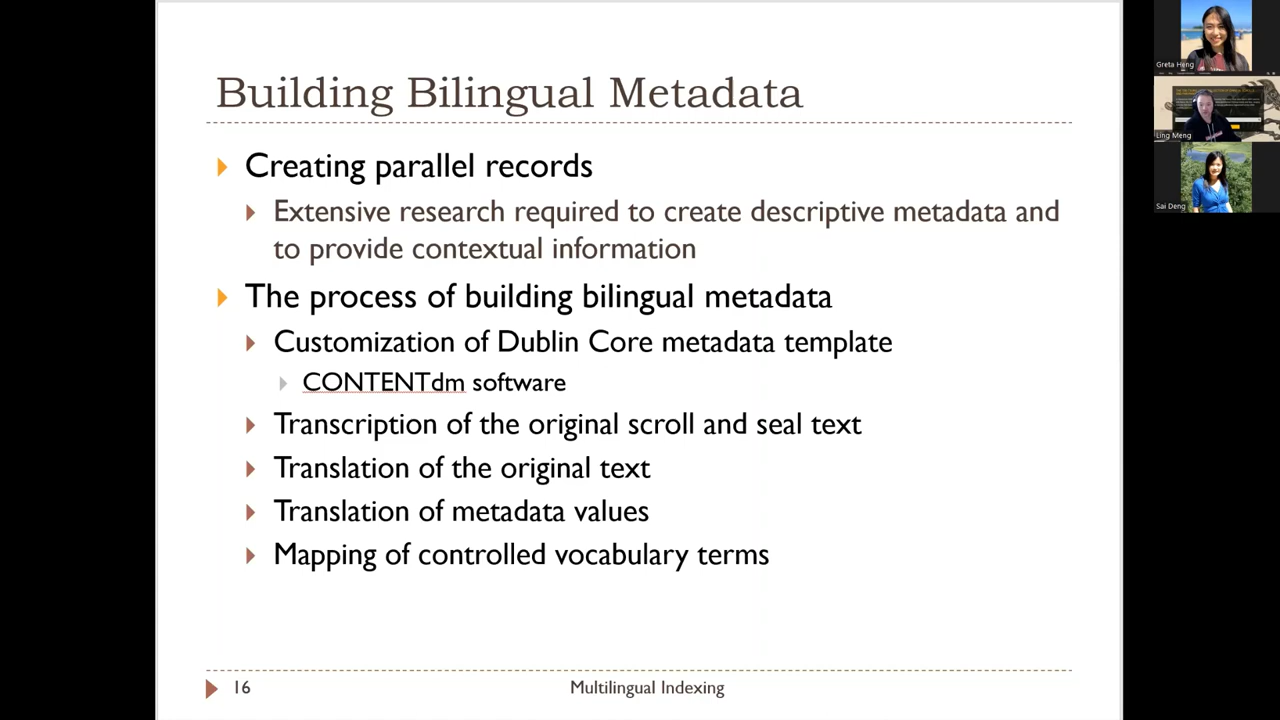 Building Bilingual Metadata
Creating parallel records
Extensive research required to create descriptive metadata and
to provide contextual information
The process of building bilingual metadata
Customization of Dublin Core metadata template
CONTENTdm software
Transcription of the original scroll and seal text
Translation of the original text
Translation of metadata values
Mapping of controlled vocabulary terms
16
Multilingual Indexing
Greta Heng
Ling Meng
Sai Deng